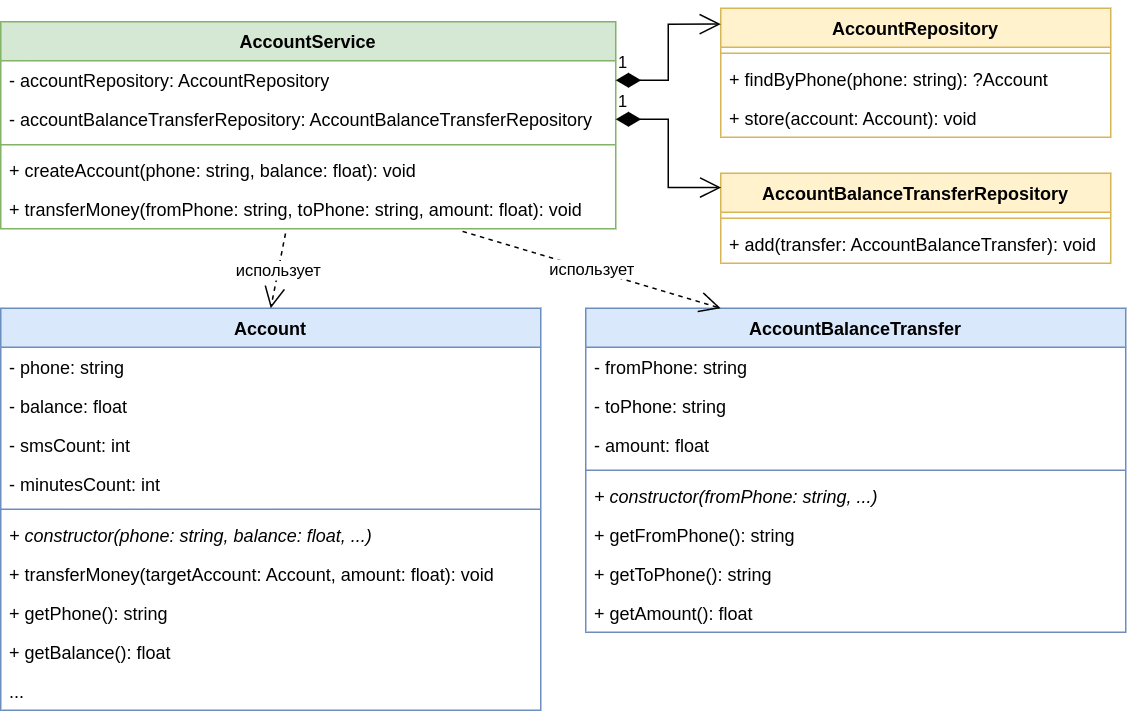 AccountService
- accountRepository: AccountRepository
- accountBalanceTransferRepository: AccountBalanceTransferRepository
+ createAccount(phone: string, balance: float): void
+ transferMoney(fromPhone: string, toPhone: string, amount: float): void
1
1
AccountRepository
+ findByPhone(phone: string): ?Account
+ store(account: Account): void
AccountBalanceTransferRepository
+ add(transfer: AccountBalanceTransfer): void
использует
использует
Account
- phone: string
- balance: float
- smsCount: int
- minutesCount: int
+ constructor(phone: string, balance: float, ...)
+ transferMoney(targetAccount: Account, amount: float): void
+ getPhone(): string
+ getBalance(): float
...
AccountBalanceTransfer
- fromPhone: string
- toPhone: string
- amount: float
+ constructor(fromPhone: string, ...)
+ getFromPhone(): string
+ getToPhone(): string
+ getAmount(): float